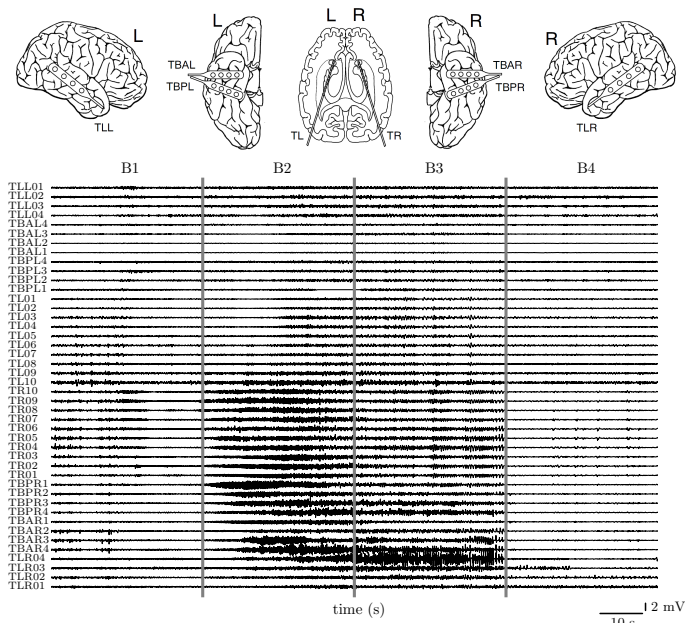 L
L
L R
R
R
TBAL
TBPL
TBAR
TBPR
TLL
TL
TR
TLR
B1 B2 B3 B4
TLL01
TLL02
TLL03
TLL04
TBAL4
TBAL3
TBAL2
TBAL1
TBPL4
TBPL3
TBPL2
TBPL1
TL01
TL02
TL03
TL04
TL05
TL06
TL07
TL08
TL09
TL10
TR10
TR09
TR08
TR07
TR06
TR05
TR04
TR03
TR02
TR01
TBPR1
TBPR2
TBPR3
TBPR4
TBAR1
TBAR2
TBAR3
TBAR4
TLR04
TLR03
TLR02
TLR01
time (s)
2 mV
10 s